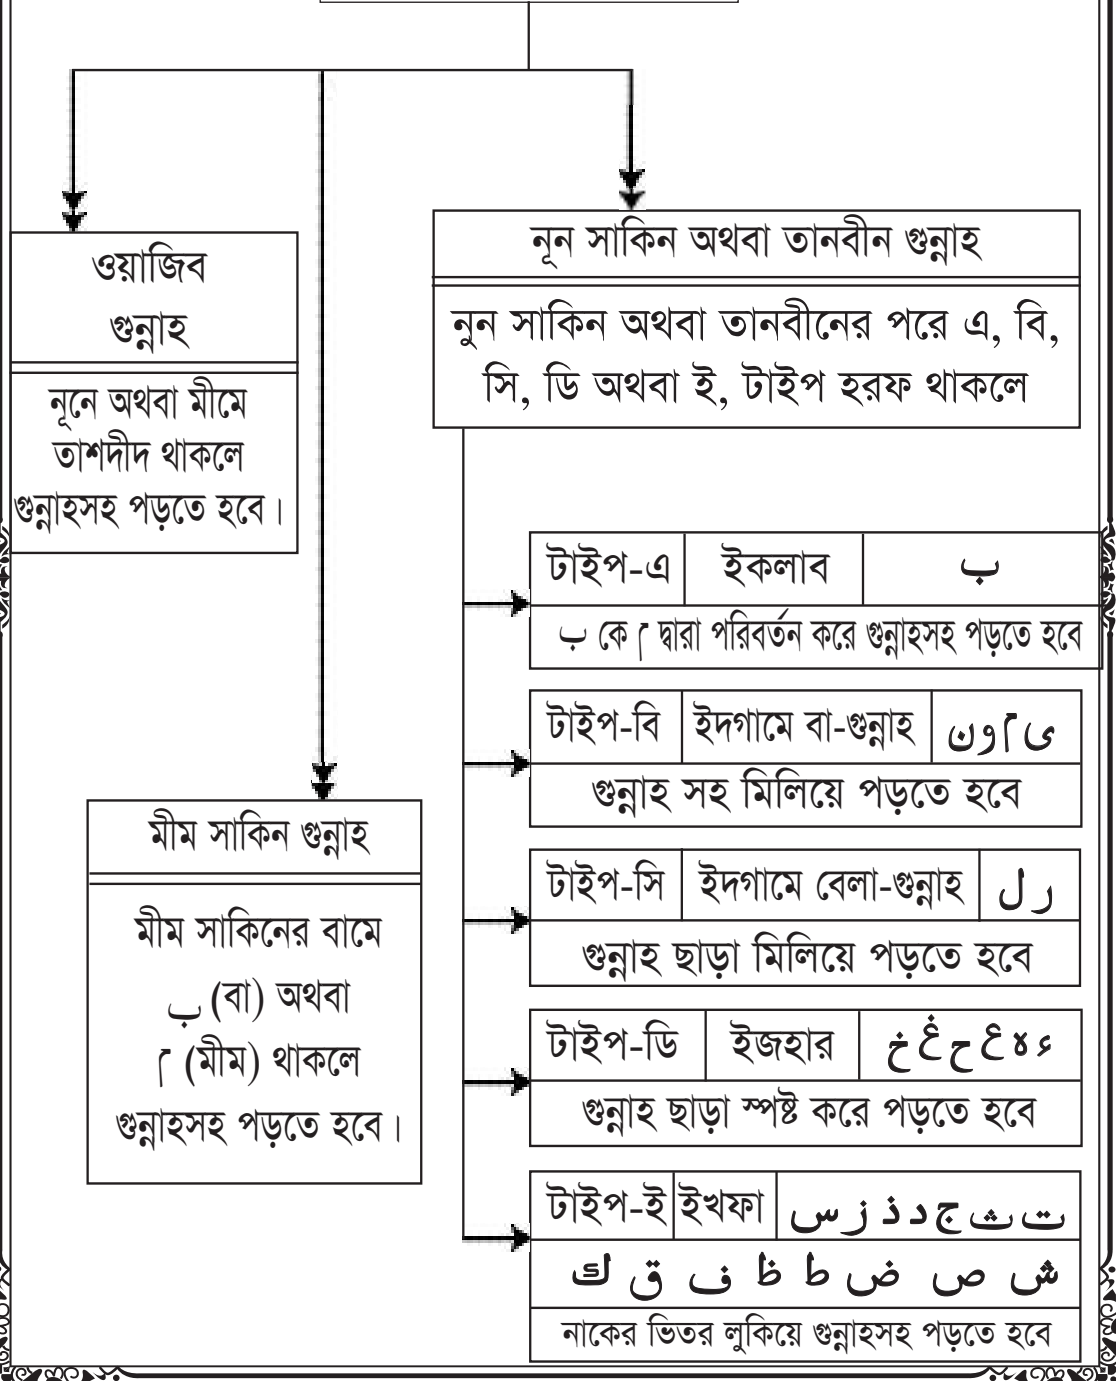 ওয়াজিব
গুন্নাহ
নূনে অথবা মীমে
তাশদীদ থাকলে
গুন্নাহসহ পড়তে হবে।
নূন সাকিন অথবা তানবীন গুন্নাহ
নুন সাকিন অথবা তানবীনের পরে এ, বি,
সি, ডি অথবা ই, টাইপ হরফ থাকলে
মীম সাকিন গুন্নাহ
মীম সাকিনের বামে
ب (বা) অথবা
م (মীম) থাকলে
গুন্নাহসহ পড়তে হবে।
টাইপ-এ ইকলাব ب
ب কে م দ্বারা পরিবর্তন করে গুন্নাহসহ পড়তে হবে
টাইপ-বি ইদগামে বা-গুন্নাহ ى م و ن
গুন্নাহ সহ মিলিয়ে পড়তে হবে
টাইপ-সি ইদগামে বেলা-গুন্নাহ ر ل
গুন্নাহ ছাড়া মিলিয়ে পড়তে হবে
টাইপ-ডি ইজহার ء ه ع ح غ خ
গুন্নাহ ছাড়া স্পষ্ট করে পড়তে হবে
টাইপ-ই ইখফা ت ث ج د ذ ز س
ش ص ض ط ظ ف ق ك
নাকের ভিতর লুকিয়ে গুন্নাহসহ পড়তে হবে